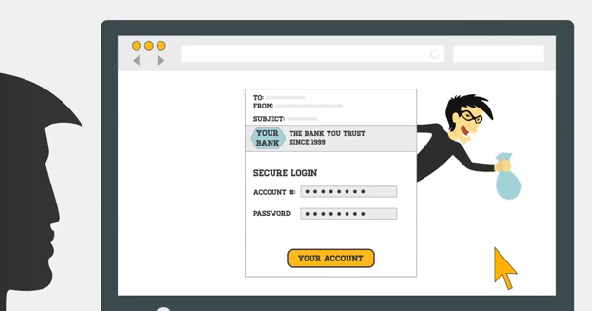 TO:
FROM:
SUBJECT:
YOUR BANK
THE BANK YOU TRUST
SINCE 1999
SECURE LOGIN
ACCOUNT #:
PASSWORD
YOUR ACCOUNT